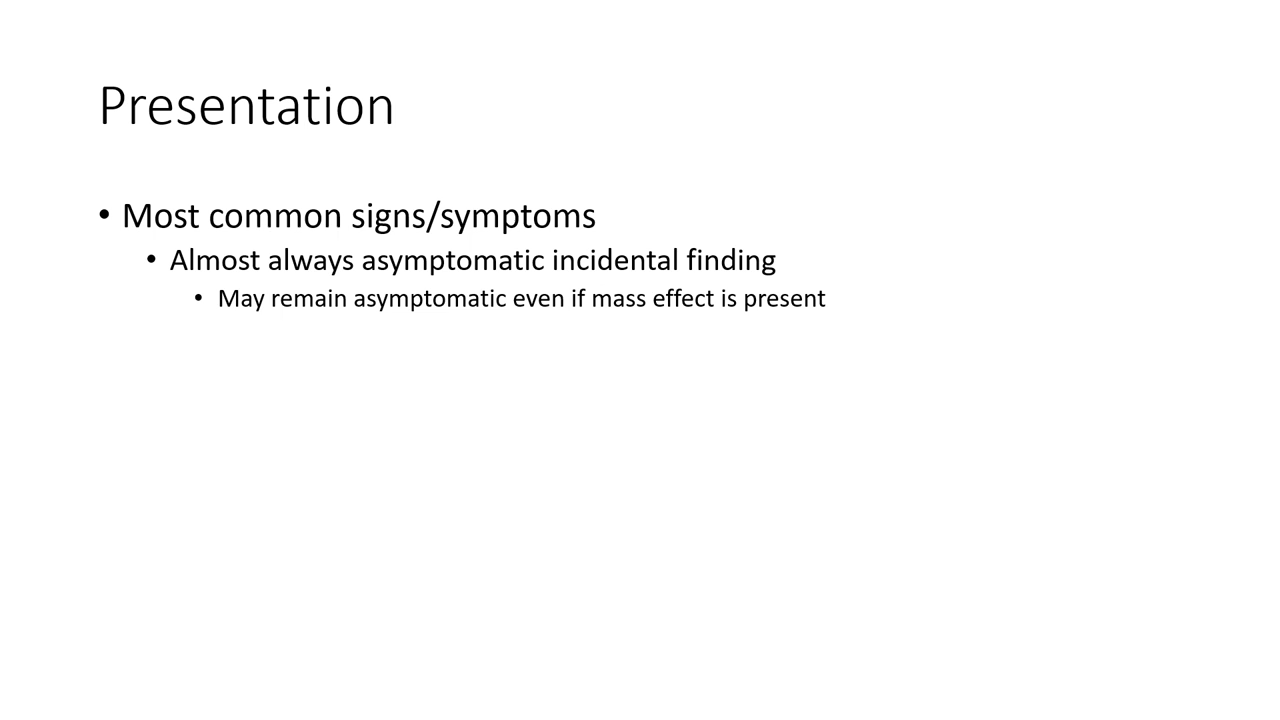 Presentation
• Most common signs/symptoms
• Almost always asymptomatic incidental finding
• May remain asymptomatic even if mass effect is present